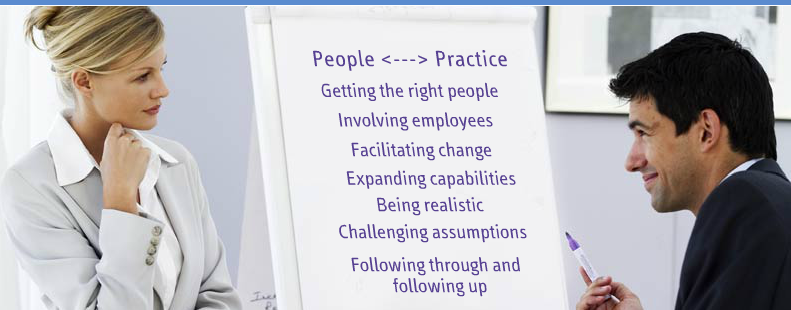 People <---> Practice
Getting the right people
Involving employees
Facilitating change
Expanding capabilities
Being realistic
Challenging assumptions
Following through and
following up